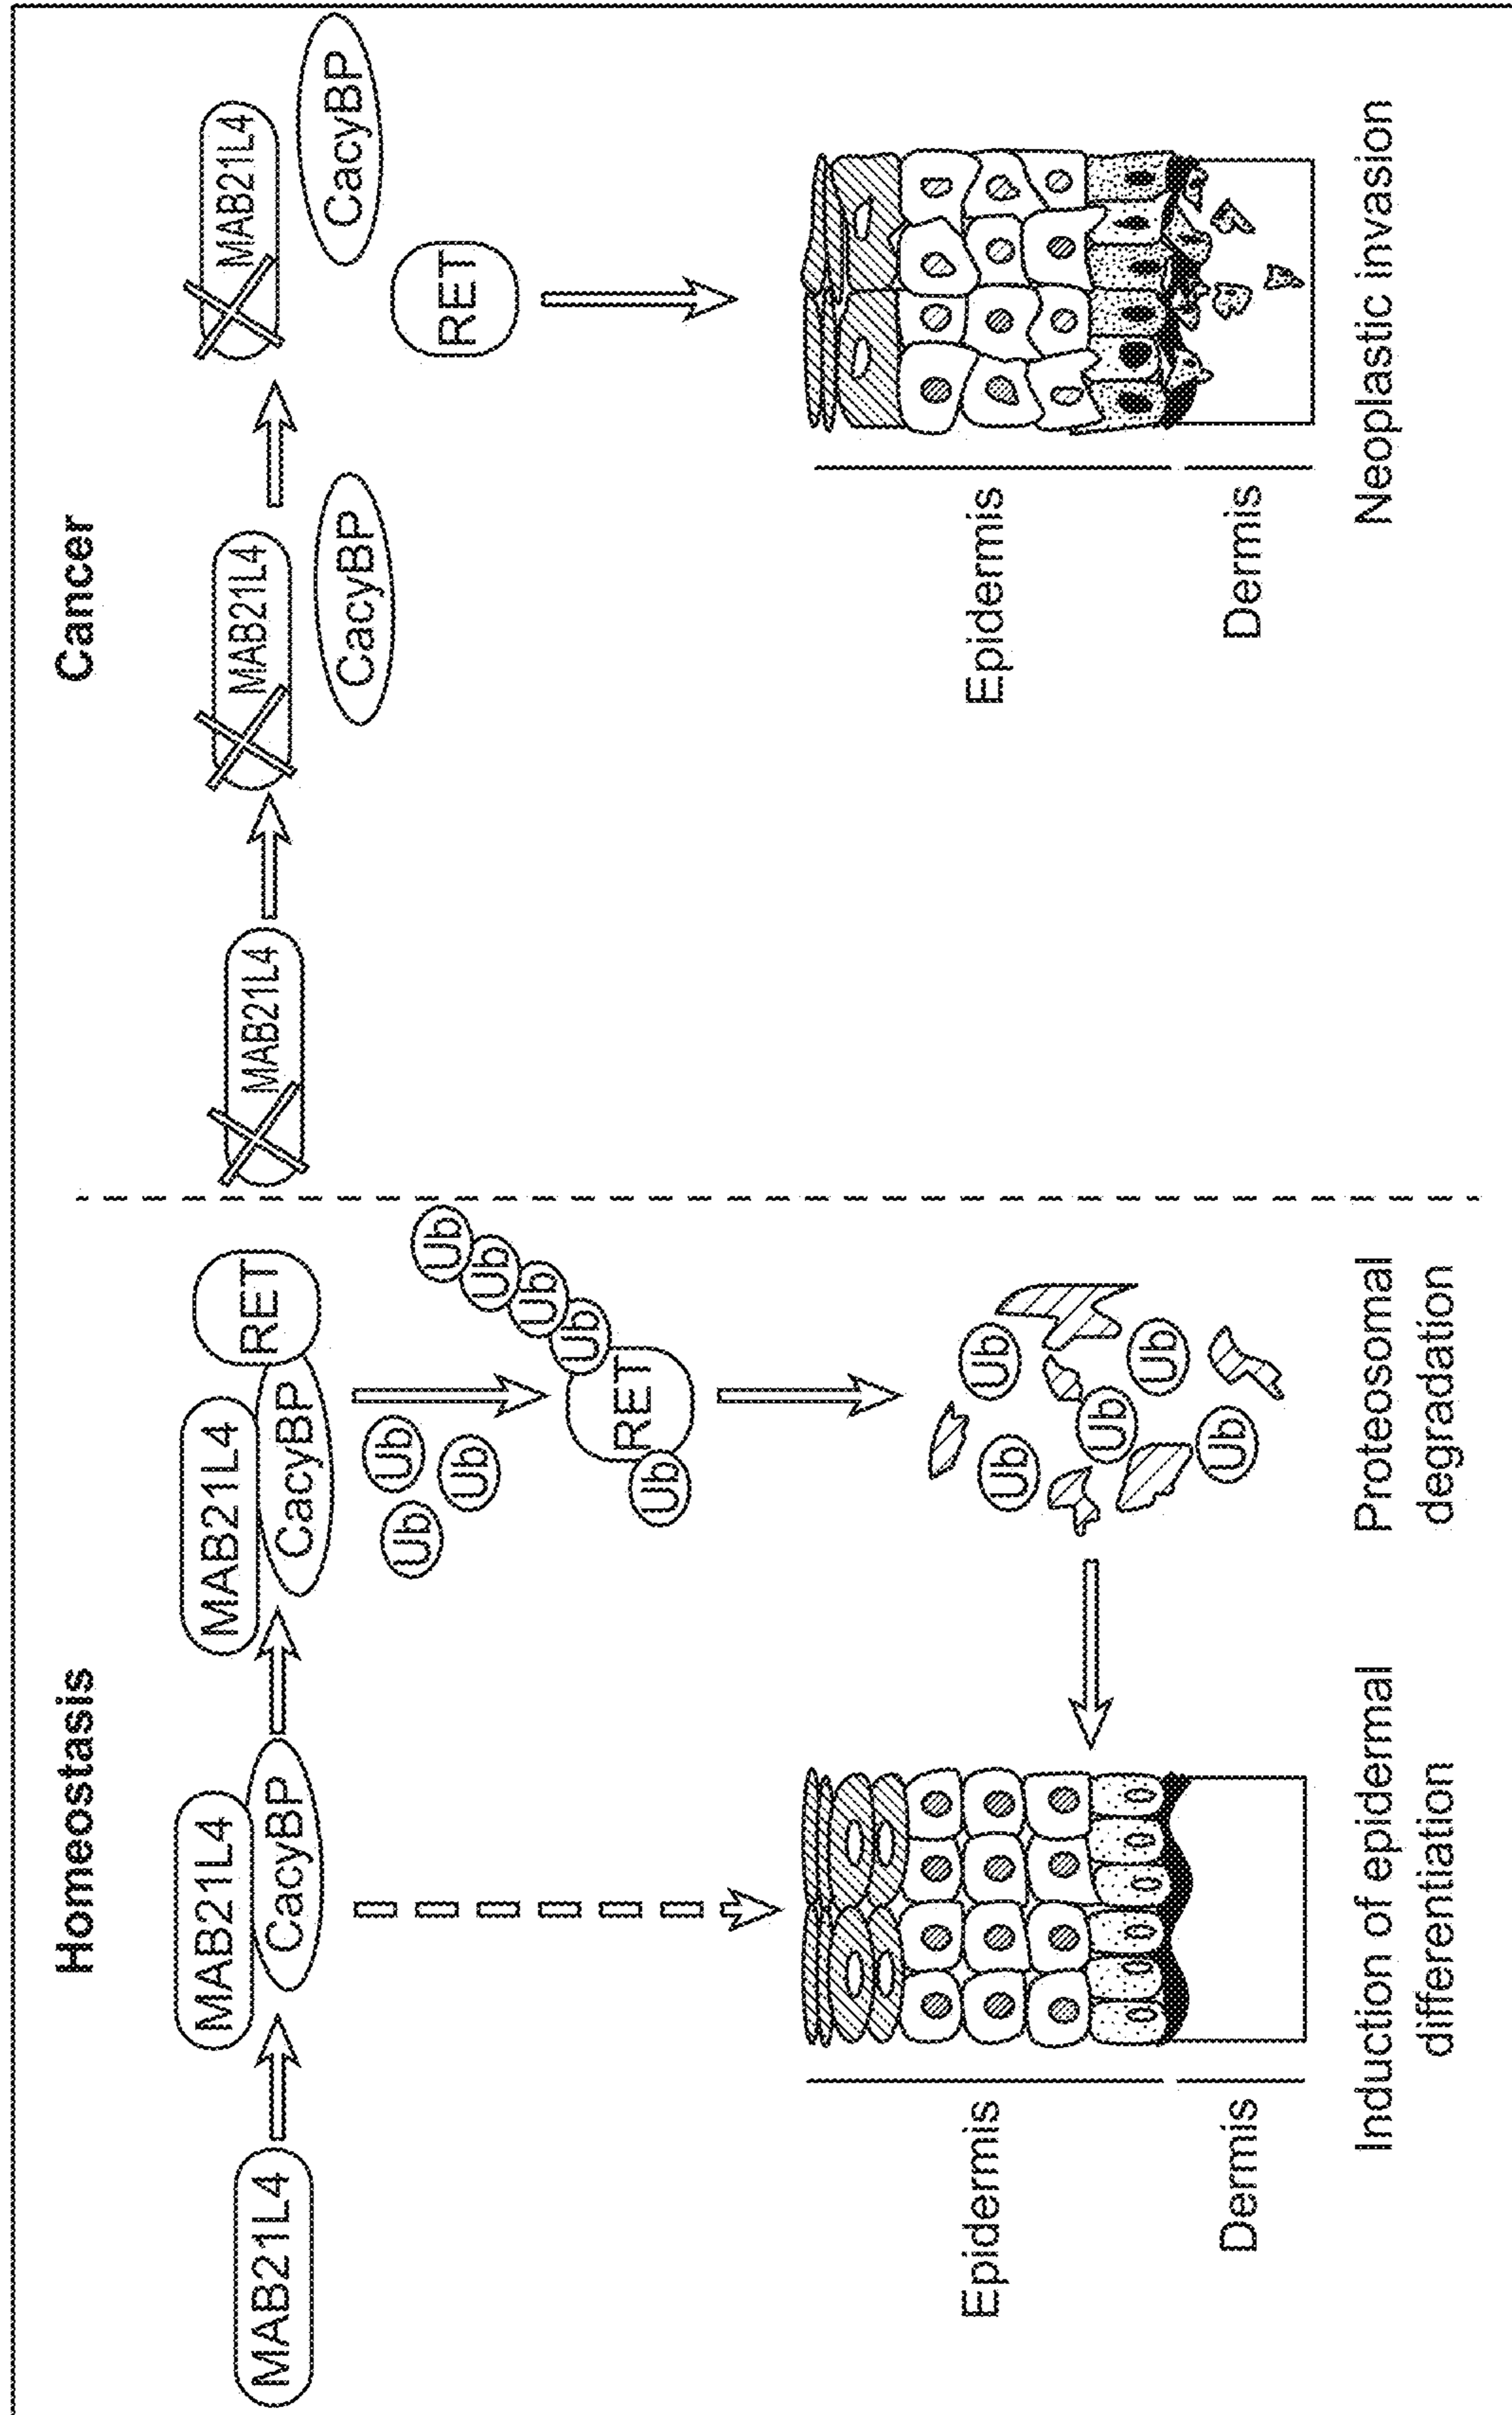 Homeostasis
MAB21L4
MAB21L4
CacyBP
MAB21L4
CacyBP
RET
Ub
Ub
Ub
Ub
Ub
Ub
Ub
RET
Ub
Ub
Ub
Ub
Ub
Ub
Epidermis
Dermis
Induction of epidermal
differentiation
Proteosomal
degradation
Cancer
MAB21L4
MAB21L4
CacyBP
MAB21L4
CacyBP
RET
Epidermis
Dermis
Neoplastic invasion